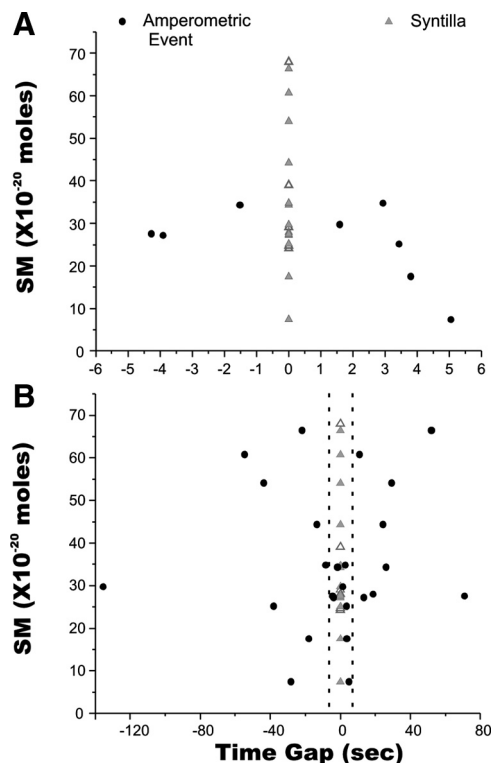 A
Amperometric Event
Syntilla
SM (X10⁻²⁰ moles)
70
60
50
40
30
20
10
0
-6 -5 -4 -3 -2 -1 0 1 2 3 4 5 6
B
SM (X10⁻²⁰ moles)
70
60
50
40
30
20
10
0
-120 -80 -40 0 40 80
Time Gap (sec)